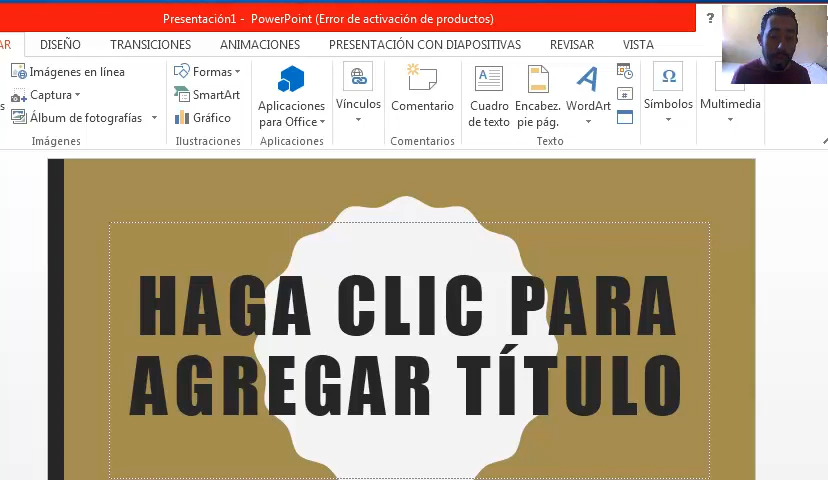 Presentación1 - PowerPoint (Error de activación de productos)
?
AR DISEÑO TRANSICIONES ANIMACIONES PRESENTACIÓN CON DIAPOSITIVAS REVISAR VISTA
Imágenes en línea
Captura
s Álbum de fotografías
Imágenes
Formas
SmartArt
Gráfico
Ilustraciones
Aplicaciones
para Office
Aplicaciones
Vínculos
Comentario
Comentarios
Cuadro
de texto
Encabez.
pie pág.
WordArt
Texto
Símbolos
Multimedia
HAGA CLIC PARA
AGREGAR TÍTULO